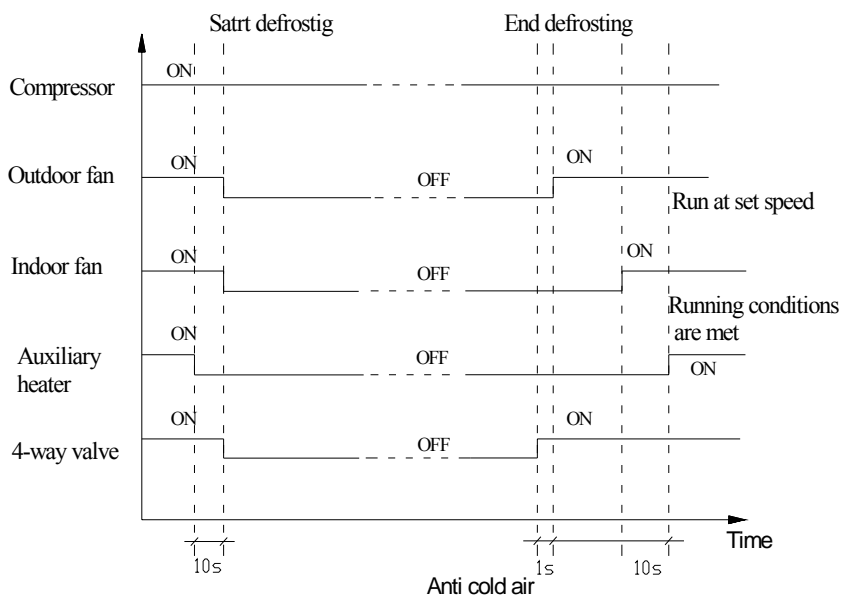 Satrt defrostig
End defrosting
ON
Compressor
ON
ON
Outdoor fan
OFF
Run at set speed
ON
ON
Indoor fan
OFF
Running conditions
are met
Auxiliary
heater
OFF
ON
ON
ON
4-way valve
OFF
Time
10s
1s
10s
Anti cold air